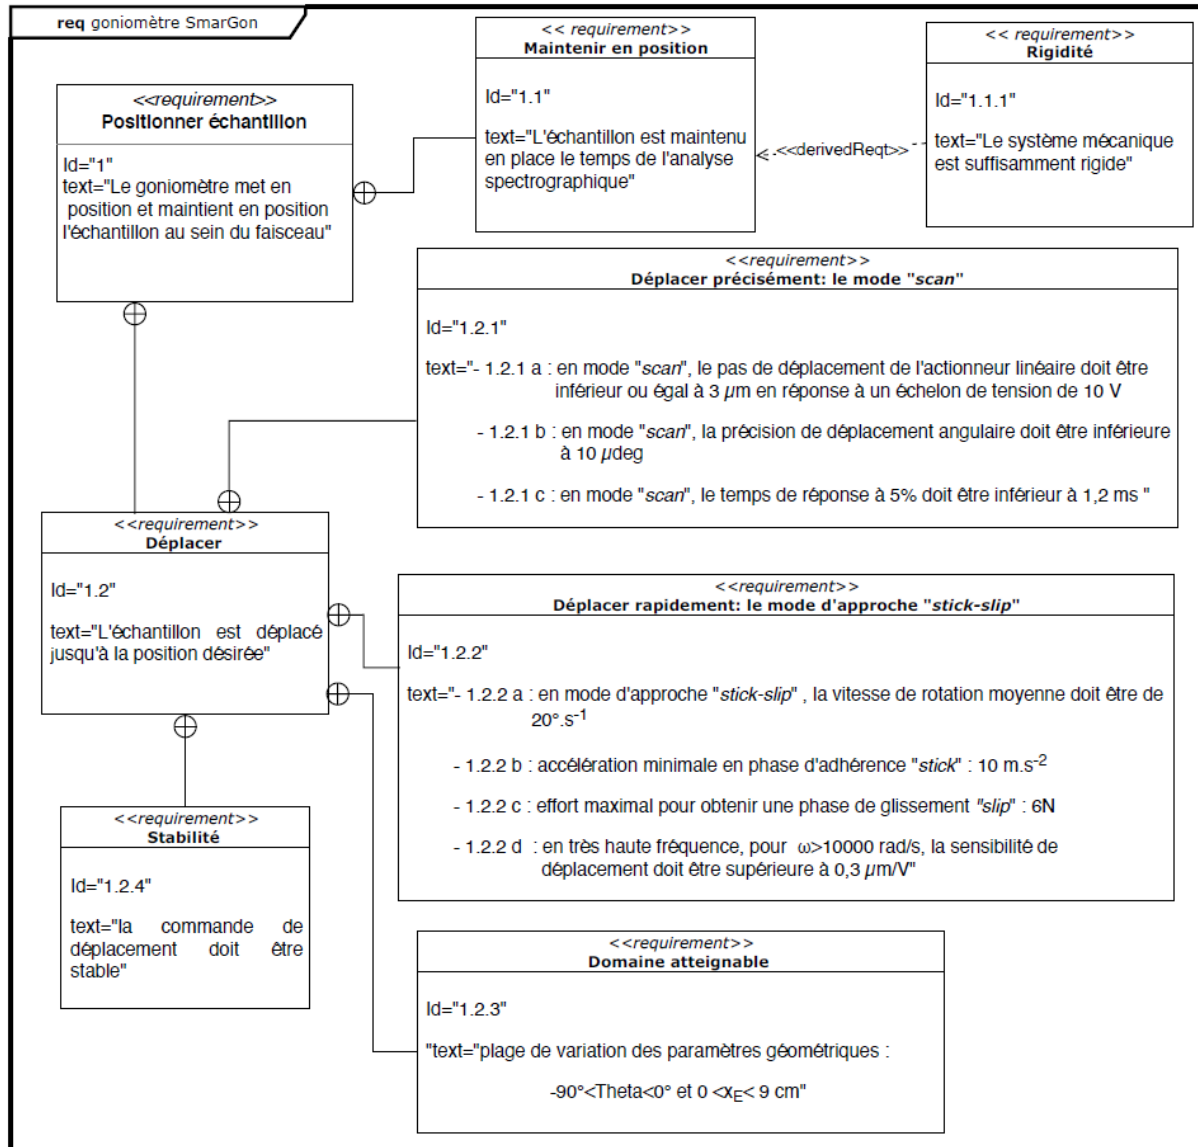 req goniomètre SmarGon
<< requirement>>
Maintenir en position
Id="1.1"
text="L'échantillon est maintenu
en place le temps de l'analyse
spectrographique"
<< requirement>>
Rigidité
Id="1.1.1"
text="Le système mécanique
est suffisamment rigide"
<<derivedReqt>>
<<requirement>>
Positionner échantillon
Id="1"
text="Le goniomètre met en
position et maintient en position
l'échantillon au sein du faisceau"
<<requirement>>
Déplacer précisément: le mode "scan"
Id="1.2.1"
text="- 1.2.1 a : en mode "scan", le pas de déplacement de l'actionneur linéaire doit être
inférieur ou égal à 3 µm en réponse à un échelon de tension de 10 V
- 1.2.1 b : en mode "scan", la précision de déplacement angulaire doit être inférieure
à 10 µdeg
- 1.2.1 c : en mode "scan", le temps de réponse à 5% doit être inférieur à 1,2 ms "
<<requirement>>
Déplacer
Id="1.2"
text="L'échantillon est déplacé
jusqu'à la position désirée"
<<requirement>>
Déplacer rapidement: le mode d'approche "stick-slip"
Id="1.2.2"
text="- 1.2.2 a : en mode d'approche "stick-slip" , la vitesse de rotation moyenne doit être de
20°.s-1
- 1.2.2 b : accélération minimale en phase d'adhérence "stick" : 10 m.s-2
- 1.2.2 c : effort maximal pour obtenir une phase de glissement "slip" : 6N
- 1.2.2 d : en très haute fréquence, pour ω>10000 rad/s, la sensibilité de
déplacement doit être supérieure à 0,3 µm/V"
<<requirement>>
Stabilité
Id="1.2.4"
text="la commande de
déplacement doit être
stable"
<<requirement>>
Domaine atteignable
Id="1.2.3"
"text="plage de variation des paramètres géométriques :
-90°<Theta<0° et 0 <xE< 9 cm"